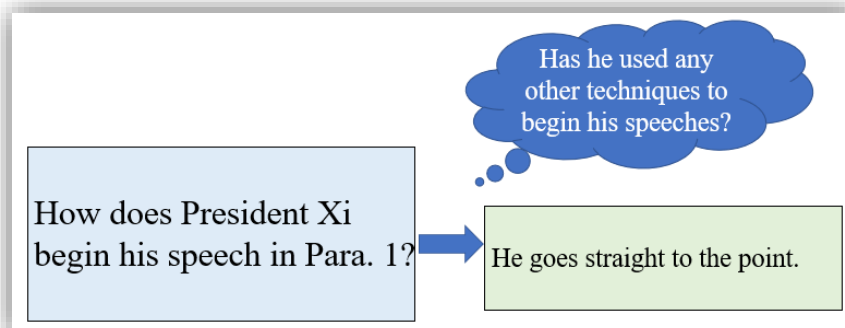 Has he used any
other techniques to
begin his speeches?
How does President Xi
begin his speech in Para. 1?
He goes straight to the point.